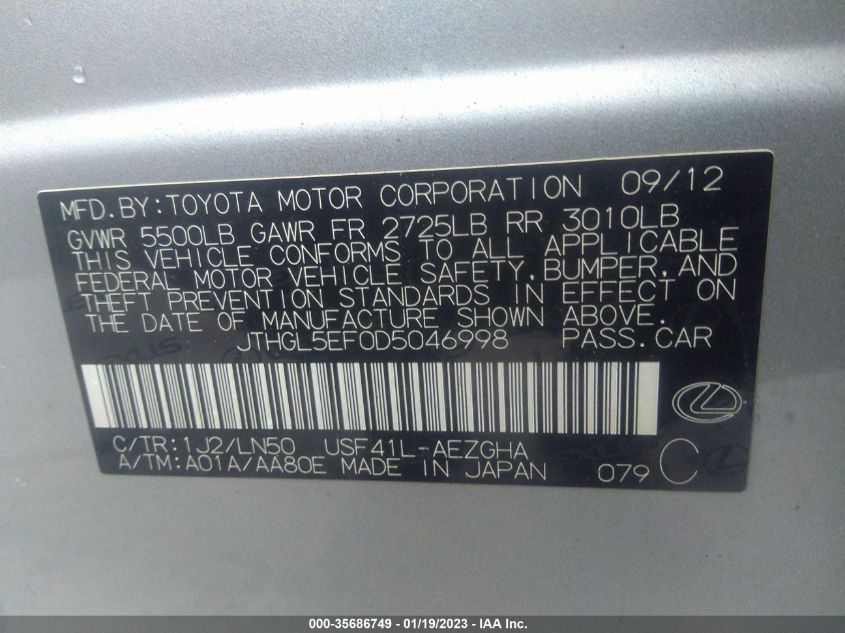 MFD.BY:TOYOTA MOTOR CORPORATION 09/12
GVWR 5500LB GAWR FR 2725LB RR 3010LB
THIS VEHICLE CONFORMS TO ALL APPLICABLE
FEDERAL MOTOR VEHICLE SAFETY,BUMPER,AND
THEFT PREVENTION STANDARDS IN EFFECT ON
THE DATE OF MANUFACTURE SHOWN ABOVE.
JTHGL5EF0D5046998 PASS.CAR
C/TR:1J2/LN50 USF41L-AEZGHA
A/TM:A01A/AA80E MADE IN JAPAN 079 C
000-35686749 - 01/19/2023 - IAA Inc.